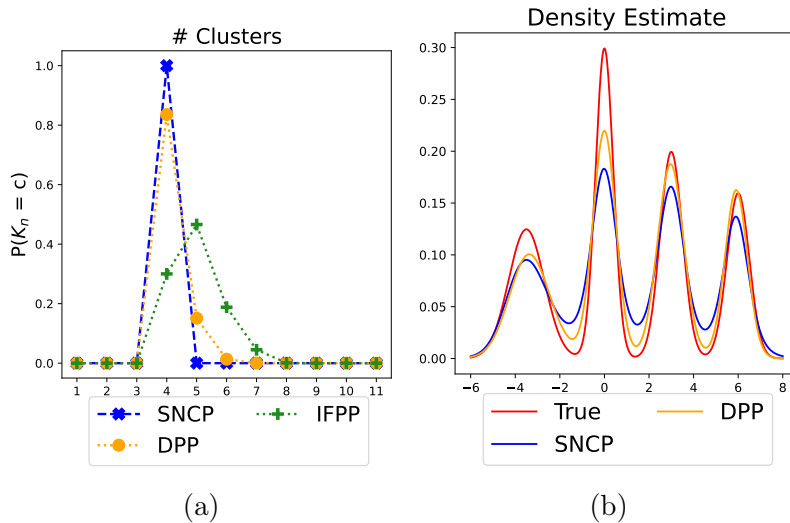 # Clusters
P(Kₙ = c)
1.0
0.8
0.6
0.4
0.2
0.0
1 2 3 4 5 6 7 8 9 10 11
SNCP IFPP
DPP
(a)
Density Estimate
0.30
0.25
0.20
0.15
0.10
0.05
0.00
−6 −4 −2 0 2 4 6 8
True DPP
SNCP
(b)